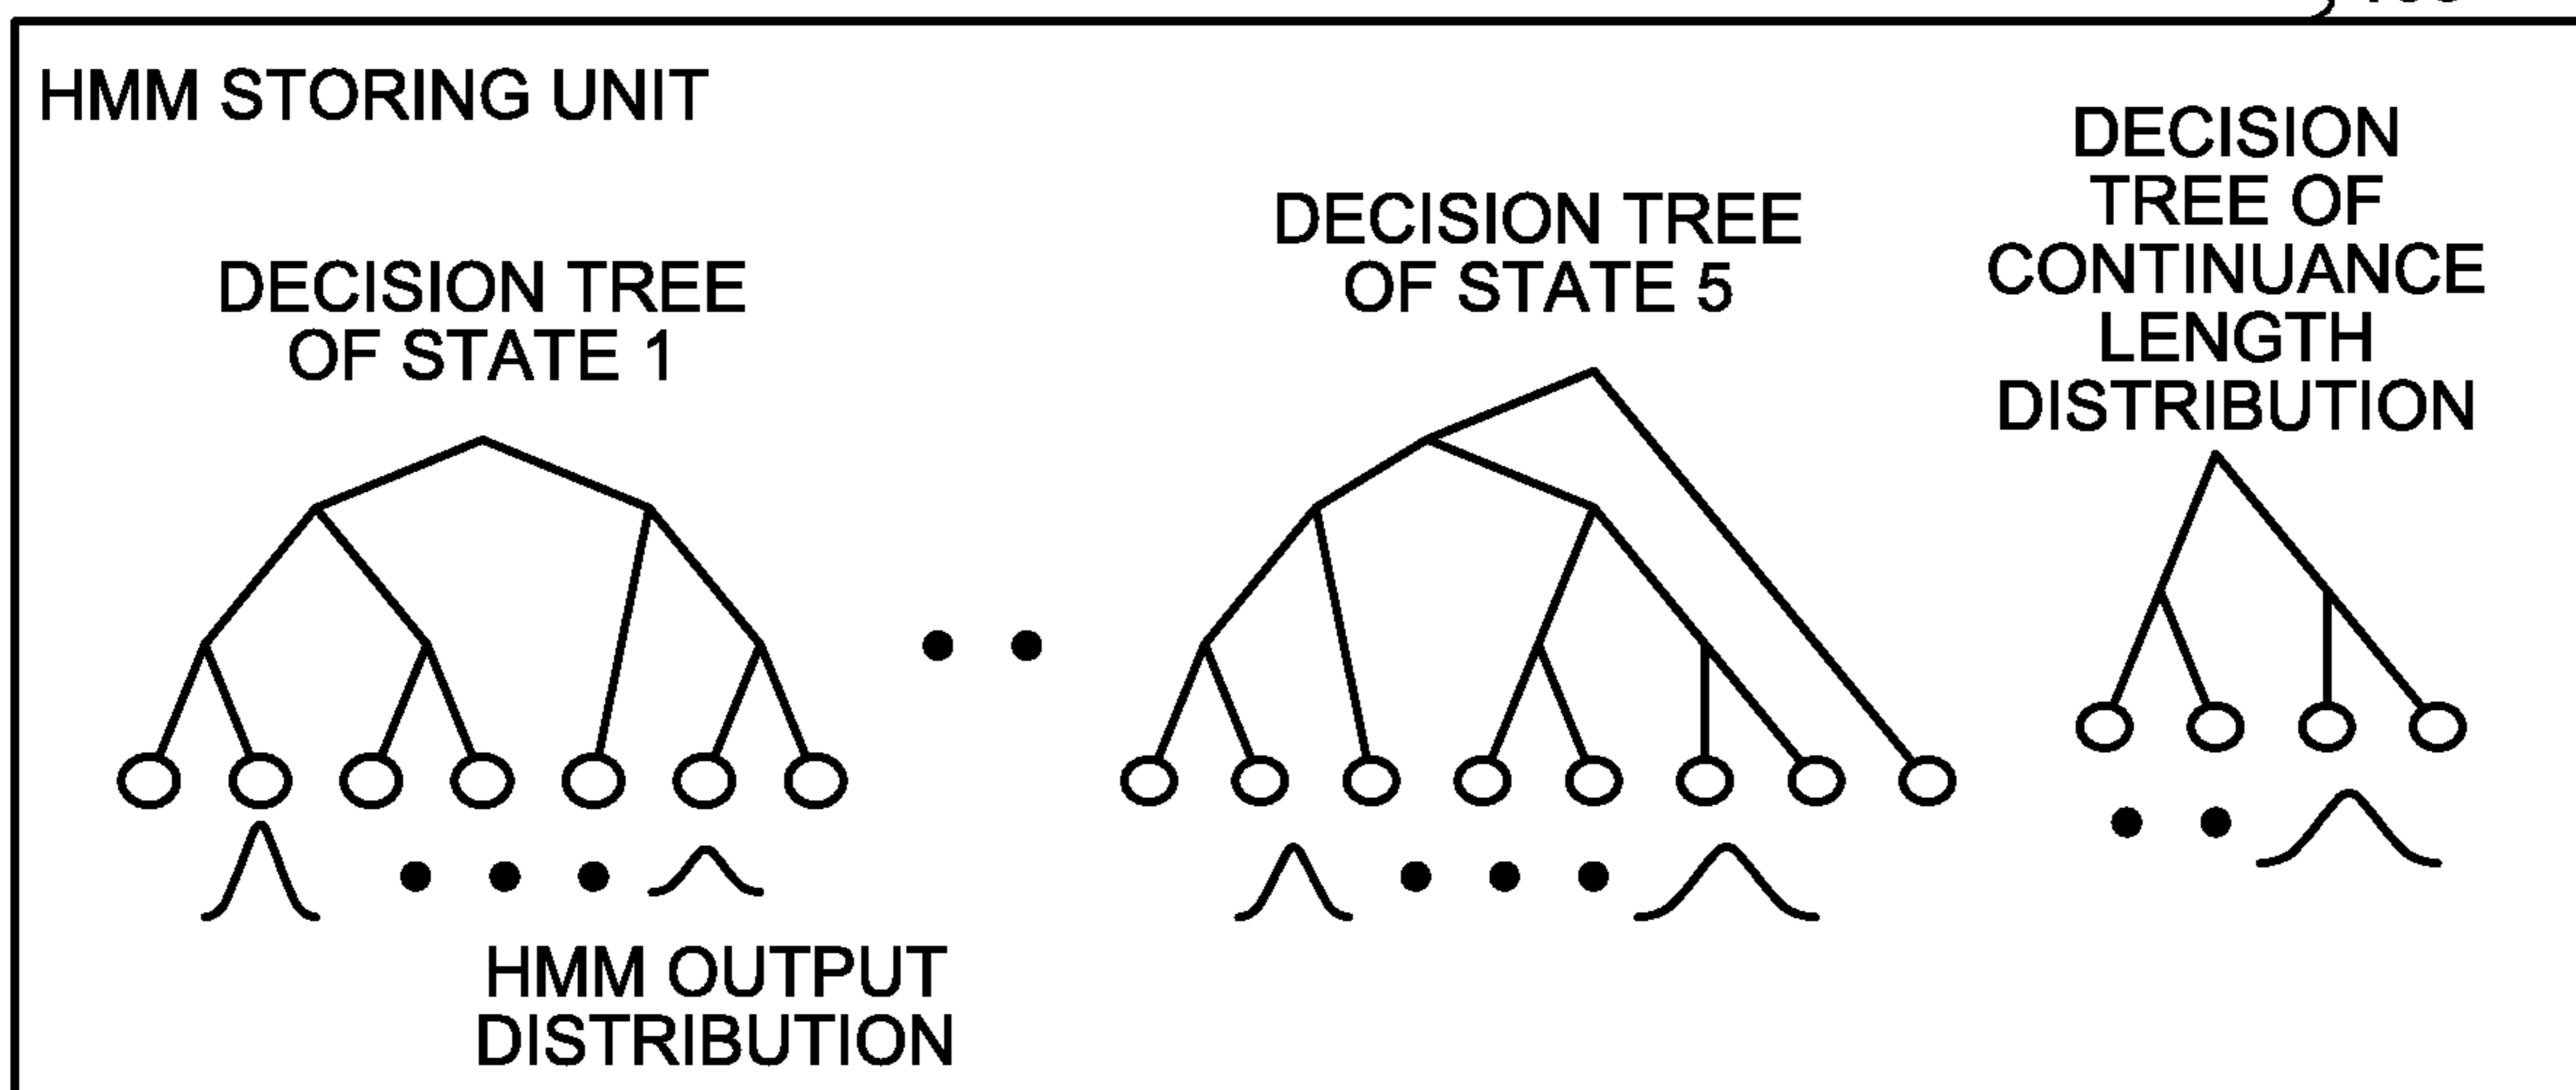 HMM STORING UNIT
DECISION TREE
OF STATE 1
DECISION TREE
OF STATE 5
DECISION
TREE OF
CONTINUANCE
LENGTH
DISTRIBUTION
HMM OUTPUT
DISTRIBUTION